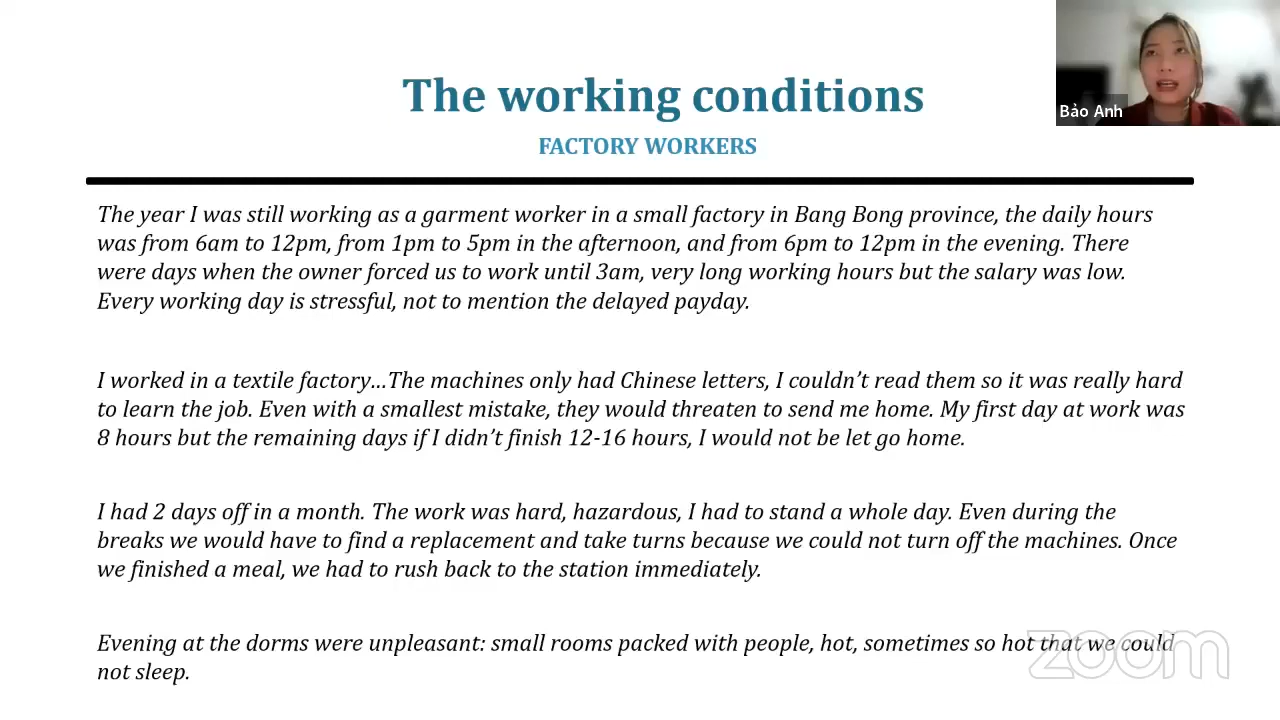 The working conditions
FACTORY WORKERS
Bảo Anh
The year I was still working as a garment worker in a small factory in Bang Bong province, the daily hours
was from 6am to 12pm, from 1pm to 5pm in the afternoon, and from 6pm to 12pm in the evening. There
were days when the owner forced us to work until 3am, very long working hours but the salary was low.
Every working day is stressful, not to mention the delayed payday.
I worked in a textile factory...The machines only had Chinese letters, I couldn't read them so it was really hard
to learn the job. Even with a smallest mistake, they would threaten to send me home. My first day at work was
8 hours but the remaining days if I didn't finish 12-16 hours, I would not be let go home.
I had 2 days off in a month. The work was hard, hazardous, I had to stand a whole day. Even during the
breaks we would have to find a replacement and take turns because we could not turn off the machines. Once
we finished a meal, we had to rush back to the station immediately.
Evening at the dorms were unpleasant: small rooms packed with people, hot, sometimes so hot that we could
not sleep.
zoom